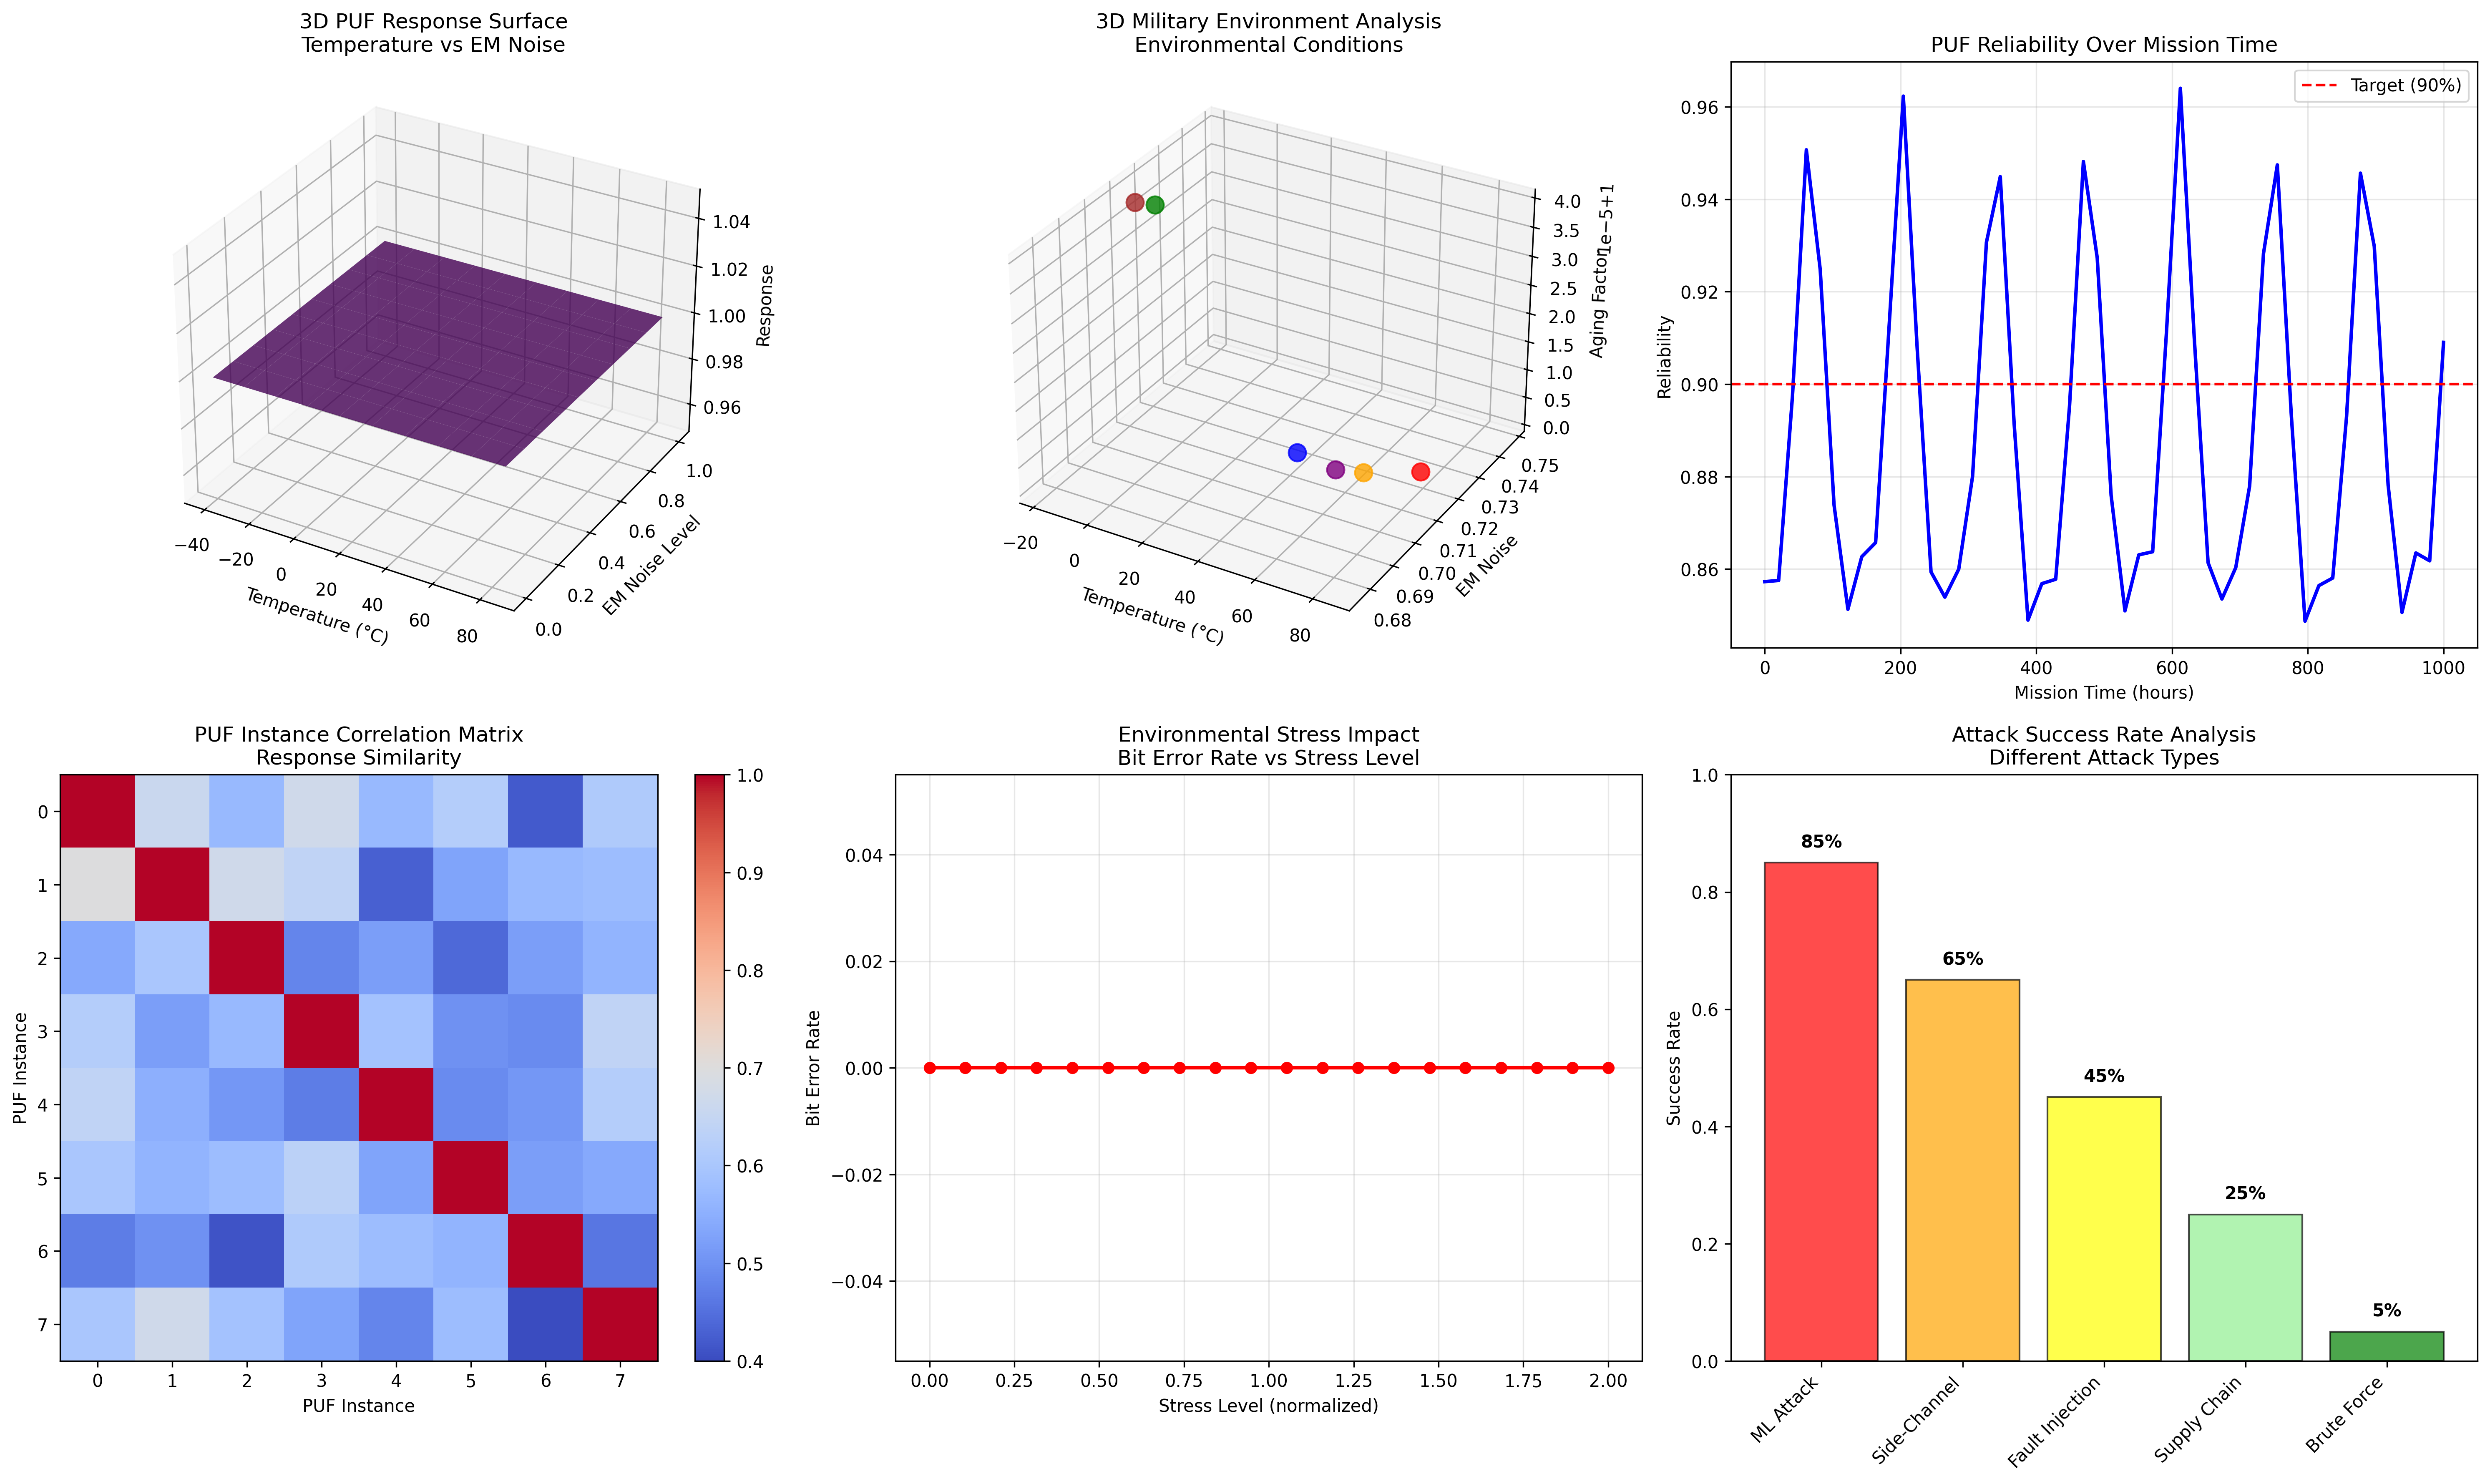 3D PUF Response Surface
Temperature vs EM Noise
1.04
1.02
1.00
0.98
0.96
Response
−40
−20
0
20
40
60
80
Temperature (°C)
0.0
0.2
0.4
0.6
0.8
1.0
EM Noise Level
3D Military Environment Analysis
Environmental Conditions
1e−5+1
4.0
3.5
3.0
2.5
2.0
1.5
1.0
0.5
0.0
Aging Factor
−20
0
20
40
60
80
Temperature (°C)
0.68
0.69
0.70
0.71
0.72
0.73
0.74
0.75
EM Noise
PUF Reliability Over Mission Time
Target (90%)
0.96
0.94
0.92
0.90
0.88
0.86
Reliability
0 200 400 600 800 1000
Mission Time (hours)
PUF Instance Correlation Matrix
Response Similarity
0
1
2
3
4
5
6
7
PUF Instance
0 1 2 3 4 5 6 7
PUF Instance
1.0
0.9
0.8
0.7
0.6
0.5
0.4
Environmental Stress Impact
Bit Error Rate vs Stress Level
0.04
0.02
0.00
−0.02
−0.04
Bit Error Rate
0.00 0.25 0.50 0.75 1.00 1.25 1.50 1.75 2.00
Stress Level (normalized)
Attack Success Rate Analysis
Different Attack Types
1.0
0.8
0.6
0.4
0.2
0.0
Success Rate
85%
65%
45%
25%
5%
ML Attack
Side-Channel
Fault Injection
Supply Chain
Brute Force